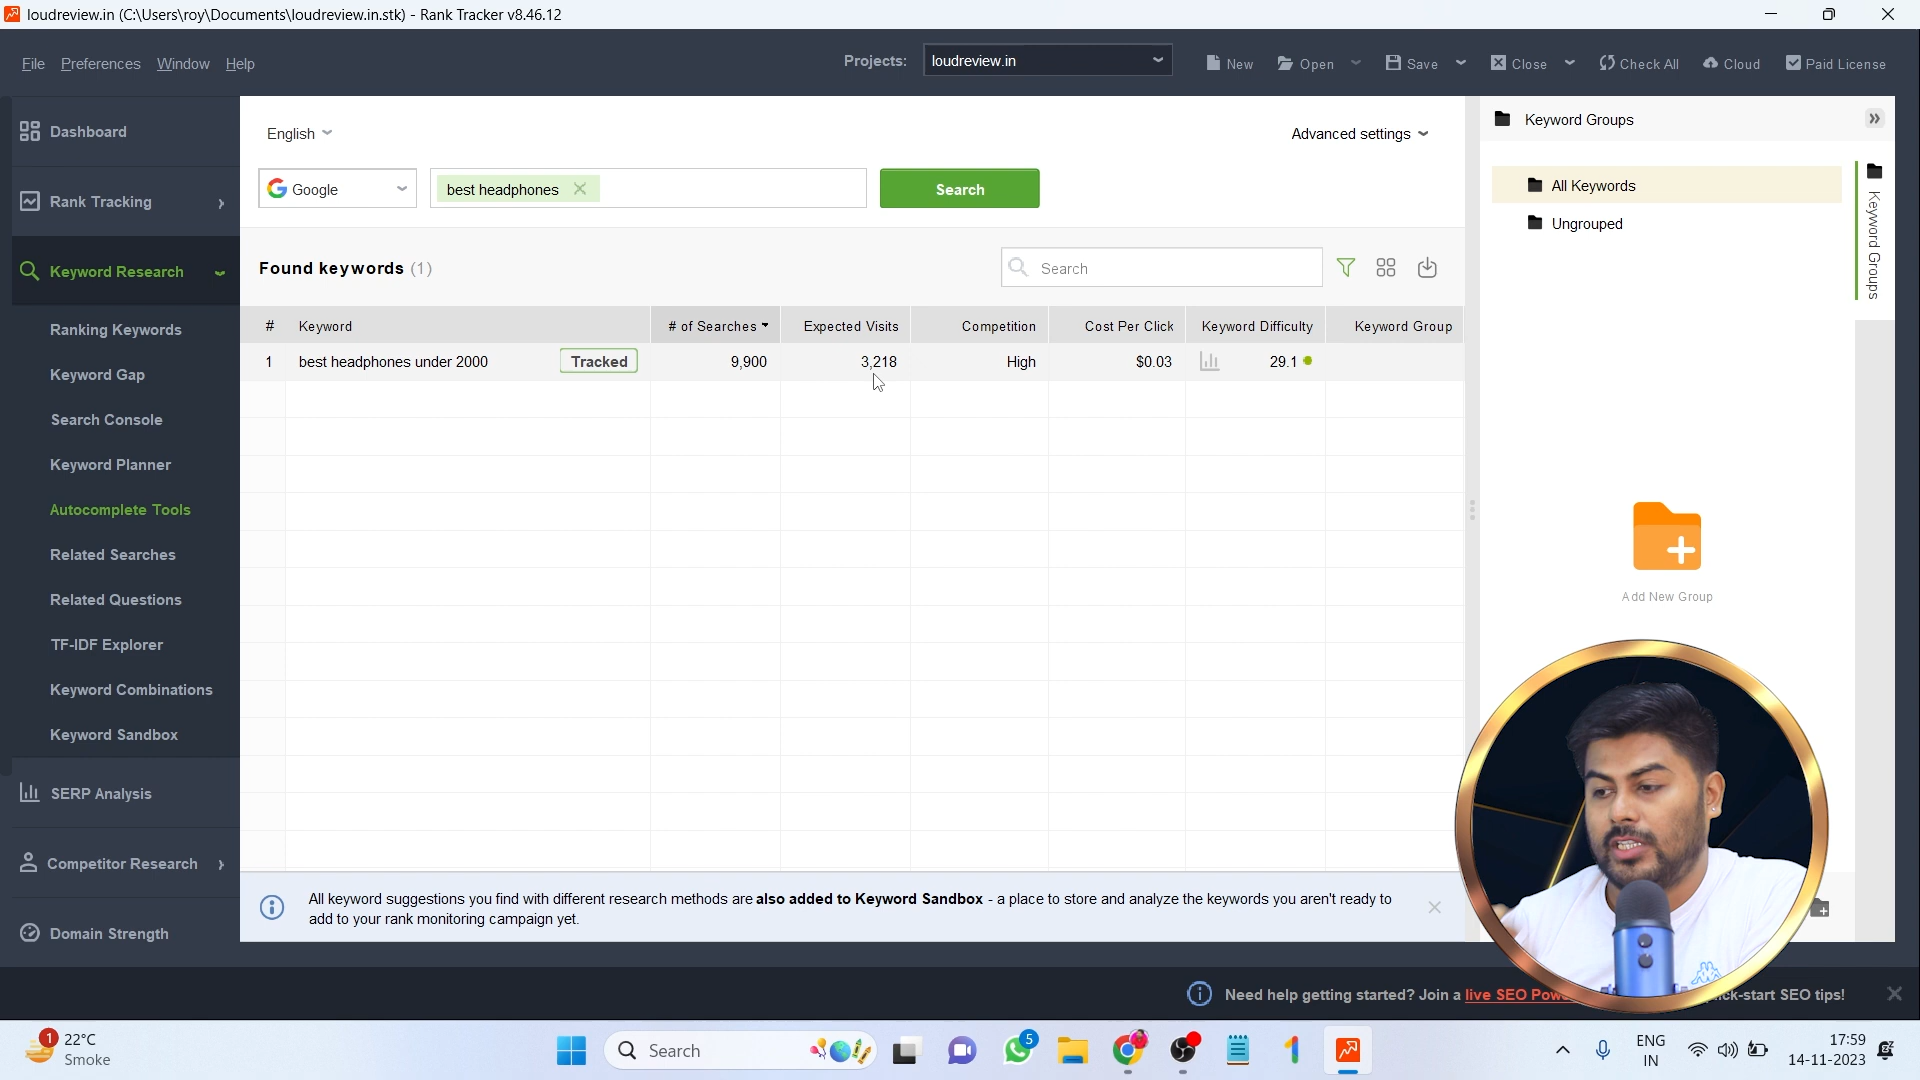 loudreview.in (C:\Users\roy\Documents\loudreview.in.stk) - Rank Tracker v8.46.12
File Preferences Window Help
Projects: loudreview.in New Open Save Close Check All Cloud Paid License
Dashboard
Rank Tracking
Keyword Research
Ranking Keywords
Keyword Gap
Search Console
Keyword Planner
Autocomplete Tools
Related Searches
Related Questions
TF-IDF Explorer
Keyword Combinations
Keyword Sandbox
SERP Analysis
Competitor Research
Domain Strength
English
Advanced settings
Google best headphones Search
Found keywords (1)
Search
# Keyword # of Searches Expected Visits Competition Cost Per Click Keyword Difficulty Keyword Group
1 best headphones under 2000 Tracked 9,900 3,218 High $0.03 29.1
All keyword suggestions you find with different research methods are also added to Keyword Sandbox - a place to store and analyze the keywords you aren't ready to
add to your rank monitoring campaign yet.
Keyword Groups
All Keywords
Ungrouped
Keyword Groups
Add New Group
Need help getting started? Join a live SEO start SEO tips!
1
22°C
Smoke
Search
5
ENG
IN
17:59
14-11-2023